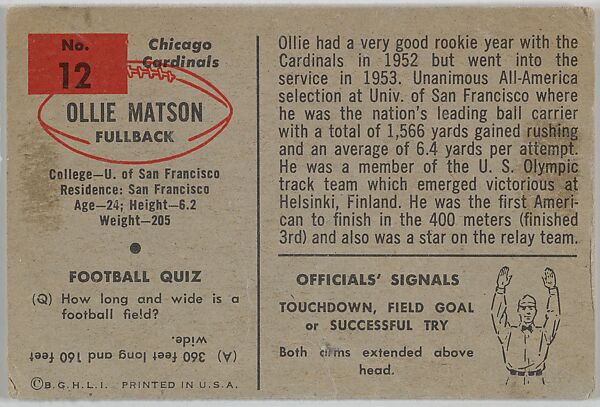 No.
12
Chicago
Cardinals
OLLIE MATSON
FULLBACK
College—U. of San Francisco
Residence: San Francisco
Age—24; Height—6.2
Weight—205
FOOTBALL QUIZ
(Q) How long and wide is a
football field?
(A) 360 feet long and 160 feet
wide.
©B.G.H.L.I. PRINTED IN U.S.A.
Ollie had a very good rookie year with the
Cardinals in 1952 but went into the
service in 1953. Unanimous All-America
selection at Univ. of San Francisco where
he was the nation's leading ball carrier
with a total of 1,566 yards gained rushing
and an average of 6.4 yards per attempt.
He was a member of the U. S. Olympic
track team which emerged victorious at
Helsinki, Finland. He was the first Ameri-
can to finish in the 400 meters (finished
3rd) and also was a star on the relay team.
OFFICIALS' SIGNALS
TOUCHDOWN, FIELD GOAL
or SUCCESSFUL TRY
Both arms extended above
head.